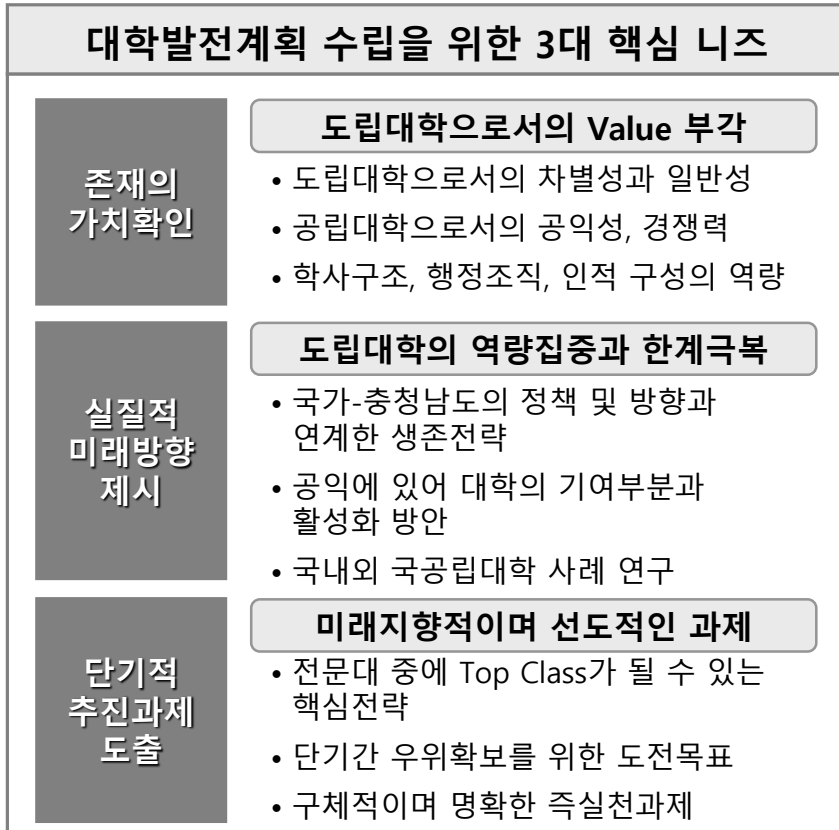 대학발전계획 수립을 위한 3대 핵심 니즈
존재의
가치확인
도립대학으로서의 Value 부각
• 도립대학으로서의 차별성과 일반성
• 공립대학으로서의 공익성, 경쟁력
• 학사구조, 행정조직, 인적 구성의 역량
실질적
미래방향
제시
도립대학의 역량집중과 한계극복
• 국가-충청남도의 정책 및 방향과
연계한 생존전략
• 공익에 있어 대학의 기여부분과
활성화 방안
• 국내외 국공립대학 사례 연구
단기적
추진과제
도출
미래지향적이며 선도적인 과제
• 전문대 중에 Top Class가 될 수 있는
핵심전략
• 단기간 우위확보를 위한 도전목표
• 구체적이며 명확한 즉실천과제